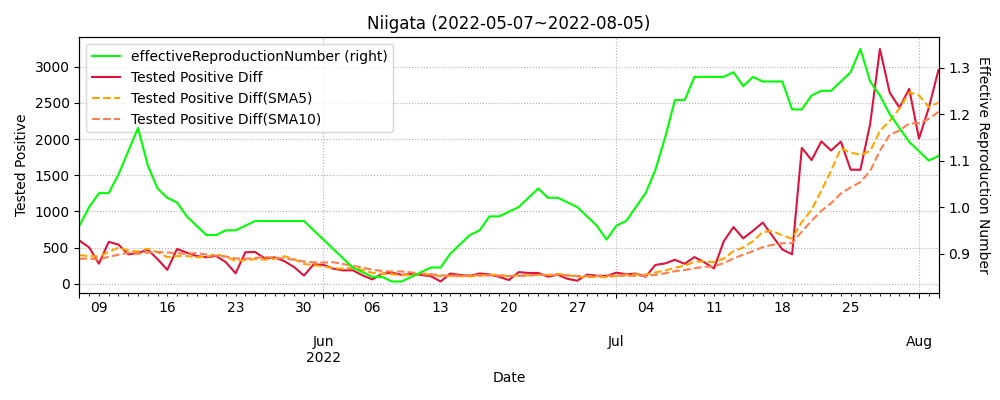 Niigata (2022-05-07~2022-08-05)
effectiveReproductionNumber (right)
Tested Positive Diff
Tested Positive Diff(SMA5)
Tested Positive Diff(SMA10)
Tested Positive
3000
2500
2000
1500
1000
500
0
1.3
1.2
1.1
1.0
0.9
Effective Reproduction Number
09 16 23 30 06 13 20 27 04 11 18 25
Jun Jul Aug
2022
Date